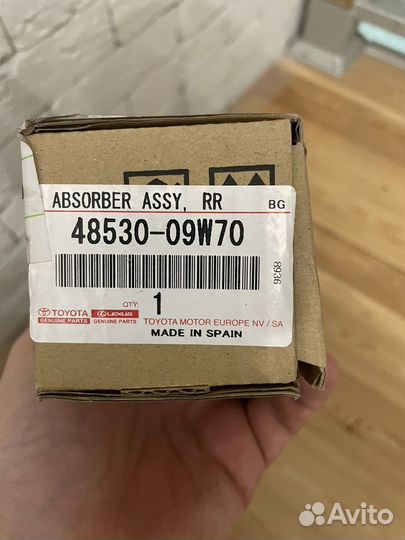 ABSORBER ASSY, RR BG
48530-09W70
8936
QTY: 1
TOYOTA LEXUS
GENUINE PARTS GENUINE PARTS TOYOTA MOTOR EUROPE NV / SA
MADE IN SPAIN
Avito